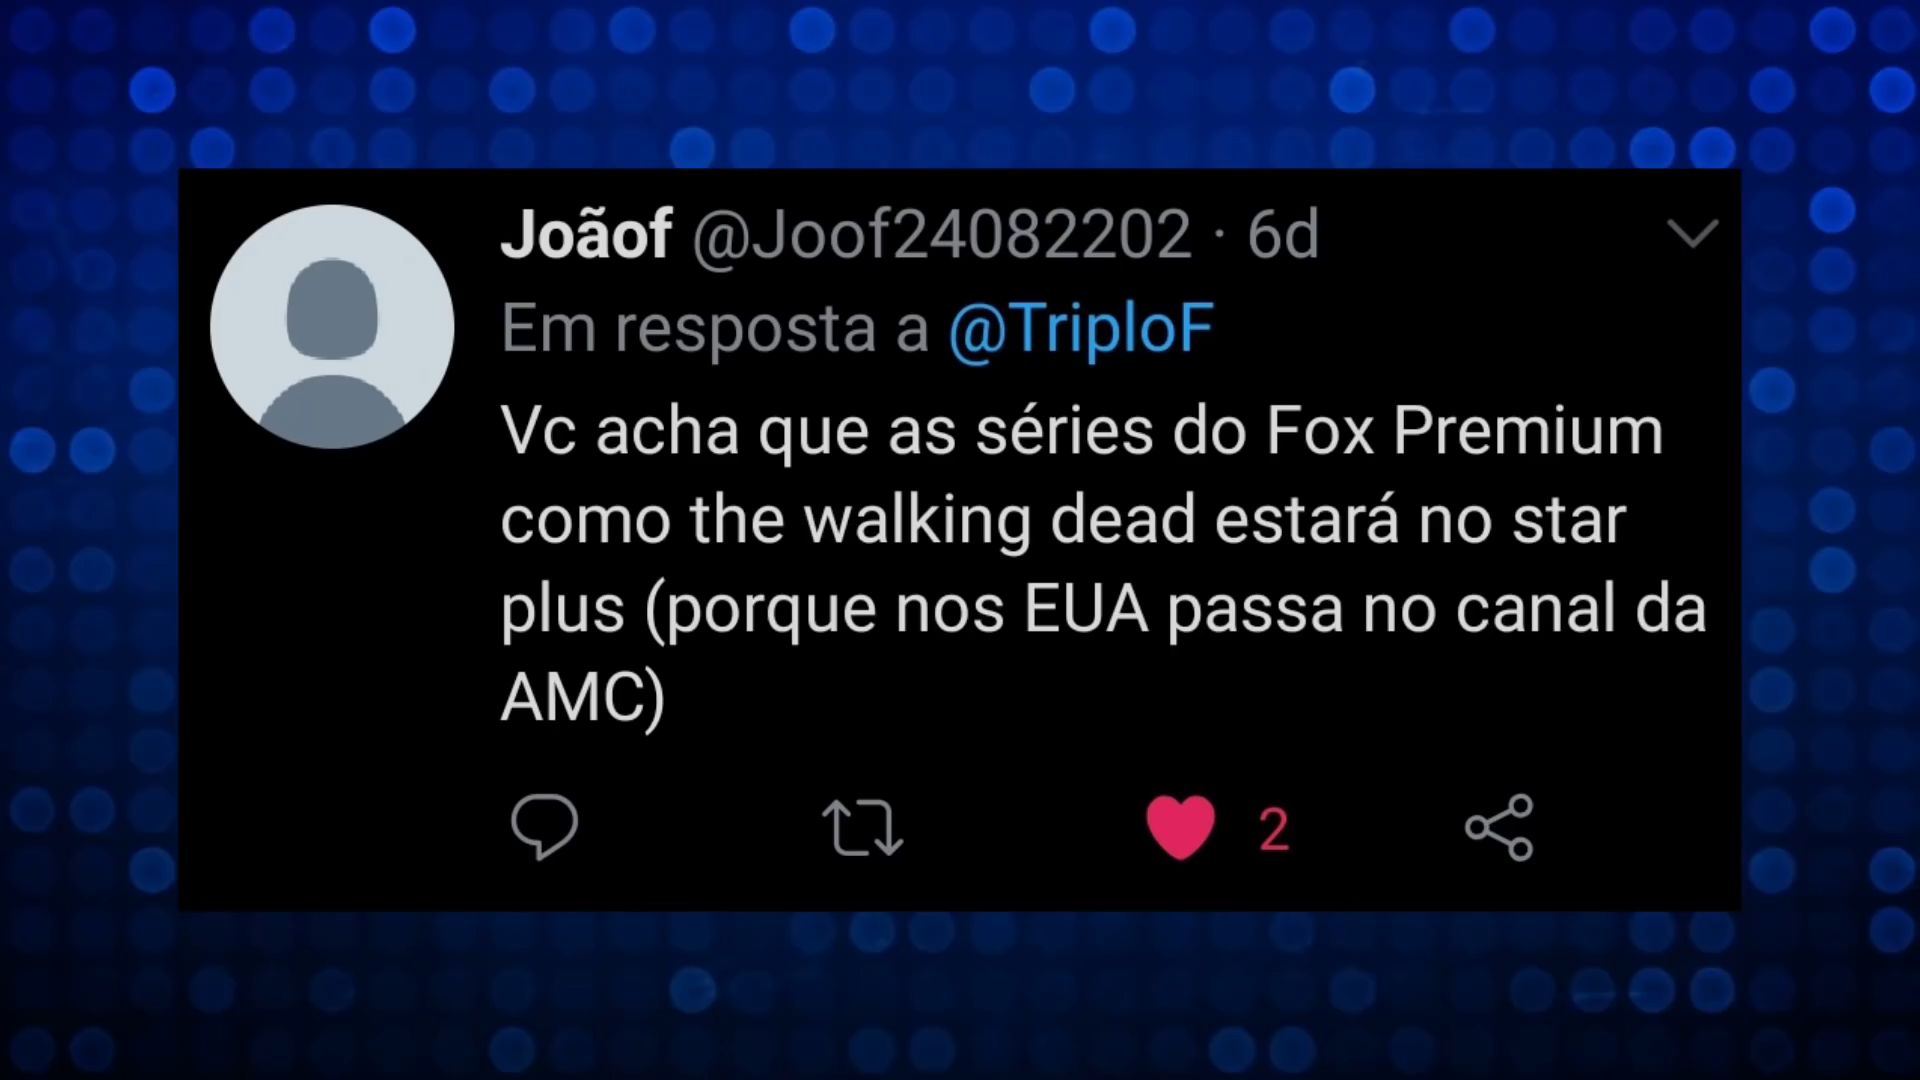 Joãof @Joof24082202 · 6d
Em resposta a @TriploF
Vc acha que as séries do Fox Premium
como the walking dead estará no star
plus (porque nos EUA passa no canal da
AMC)
2